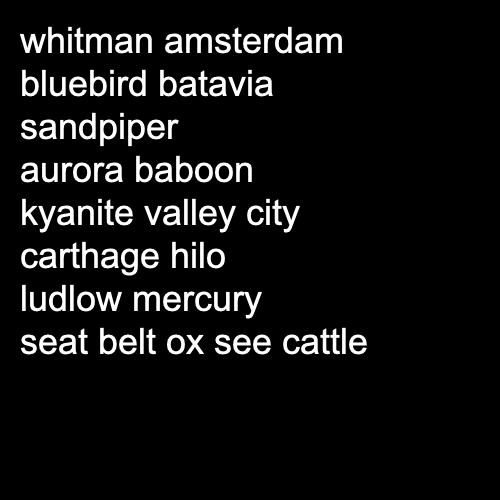 whitman amsterdam
bluebird batavia
sandpiper
aurora baboon
kyanite valley city
carthage hilo
ludlow mercury
seat belt ox see cattle